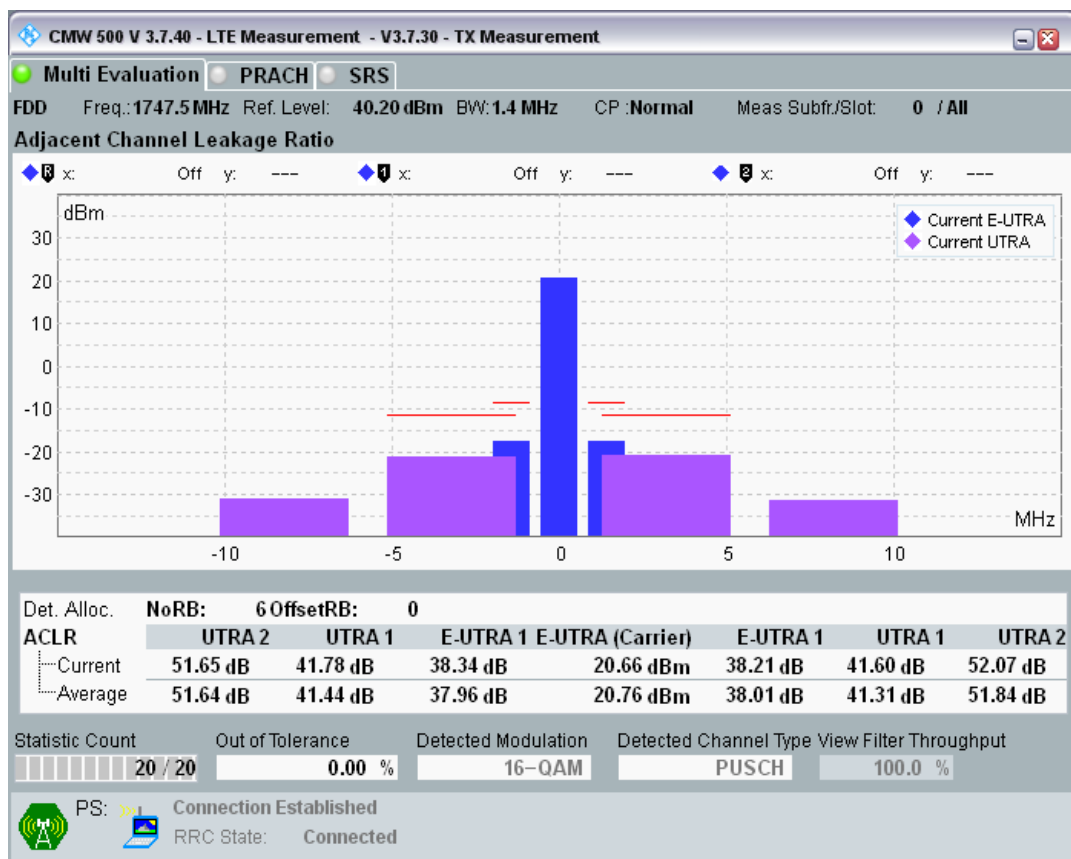 CMW 500 V 3.7.40 - LTE Measurement - V3.7.30 - TX Measurement
Multi Evaluation PRACH SRS
FDD Freq.:1747.5 MHz Ref. Level: 40.20 dBm BW:1.4 MHz CP :Normal Meas Subfr./Slot: 0 / All
Adjacent Channel Leakage Ratio
R x: Off y: --- 1 x: Off y: --- 2 x: Off y: ---
dBm
Current E-UTRA
Current UTRA
30
20
10
0
-10
-20
-30
MHz
-10 -5 0 5 10
Det. Alloc. NoRB: 6 OffsetRB: 0
ACLR UTRA 2 UTRA 1 E-UTRA 1 E-UTRA (Carrier) E-UTRA 1 UTRA 1 UTRA 2
Current 51.65 dB 41.78 dB 38.34 dB 20.66 dBm 38.21 dB 41.60 dB 52.07 dB
Average 51.64 dB 41.44 dB 37.96 dB 20.76 dBm 38.01 dB 41.31 dB 51.84 dB
Statistic Count Out of Tolerance Detected Modulation Detected Channel Type View Filter Throughput
20 / 20 0.00 % 16-QAM PUSCH 100.0 %
PS: Connection Established
RRC State: Connected